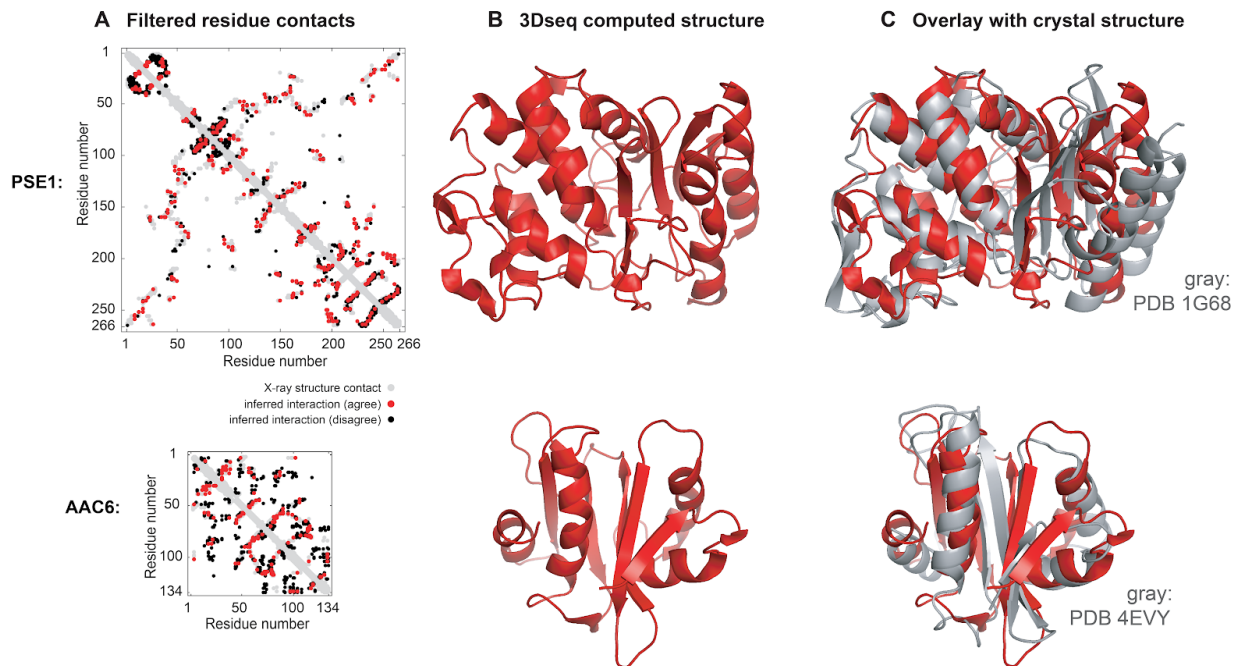 A Filtered residue contacts
B 3Dseq computed structure
C Overlay with crystal structure
PSE1:
Residue number
1
50
100
150
200
250
266
1 50 100 150 200 250 266
Residue number
gray:
PDB 1G68
X-ray structure contact
inferred interaction (agree)
inferred interaction (disagree)
AAC6:
Residue number
1
50
100
134
1 50 100 134
Residue number
gray:
PDB 4EVY